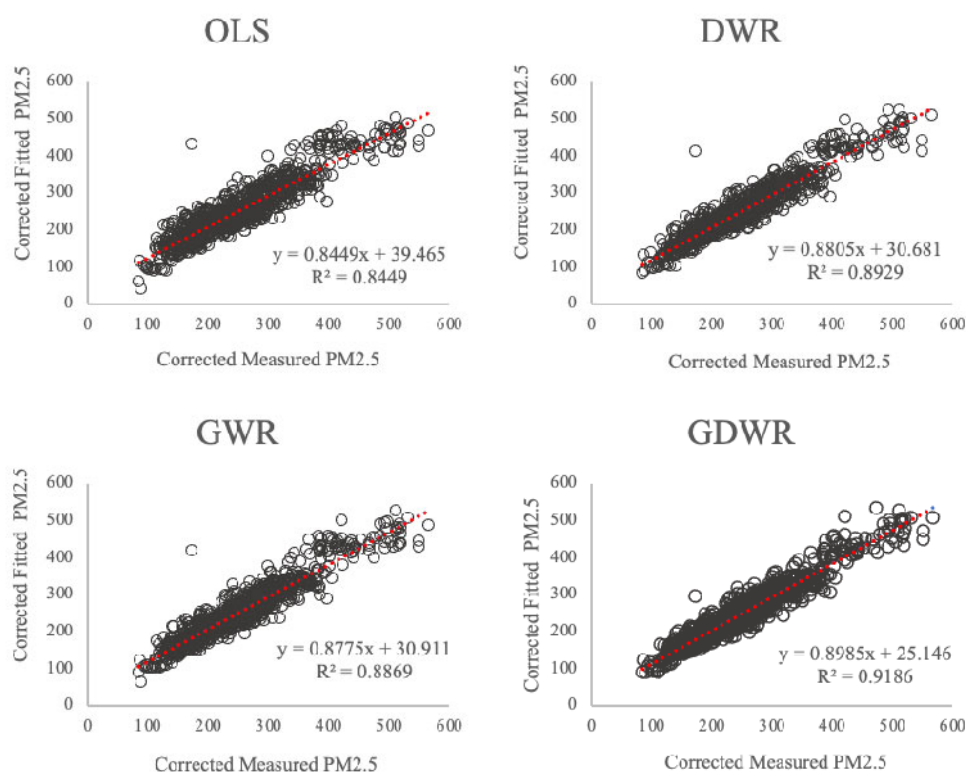 OLS
Corrected Fitted PM2.5
600
500
400
300
200
100
0
y = 0.8449x + 39.465
R² = 0.8449
0 100 200 300 400 500 600
Corrected Measured PM2.5
DWR
Corrected Fitted PM2.5
600
500
400
300
200
100
0
y = 0.8805x + 30.681
R² = 0.8929
0 100 200 300 400 500 600
Corrected Measured PM2.5
GWR
Corrected Fitted PM2.5
600
500
400
300
200
100
0
y = 0.8775x + 30.911
R² = 0.8869
0 100 200 300 400 500 600
Corrected Measured PM2.5
GDWR
Corrected Fitted PM2.5
600
500
400
300
200
100
0
y = 0.8985x + 25.146
R² = 0.9186
0 100 200 300 400 500 600
Corrected Measured PM2.5